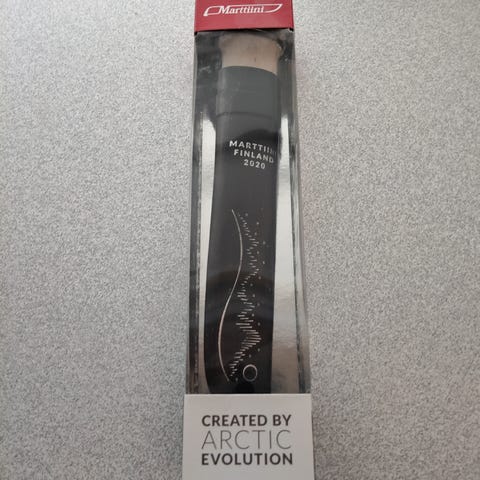 Marttiini
MARTTIINI
FINLAND
2020
CREATED BY
ARCTIC
EVOLUTION